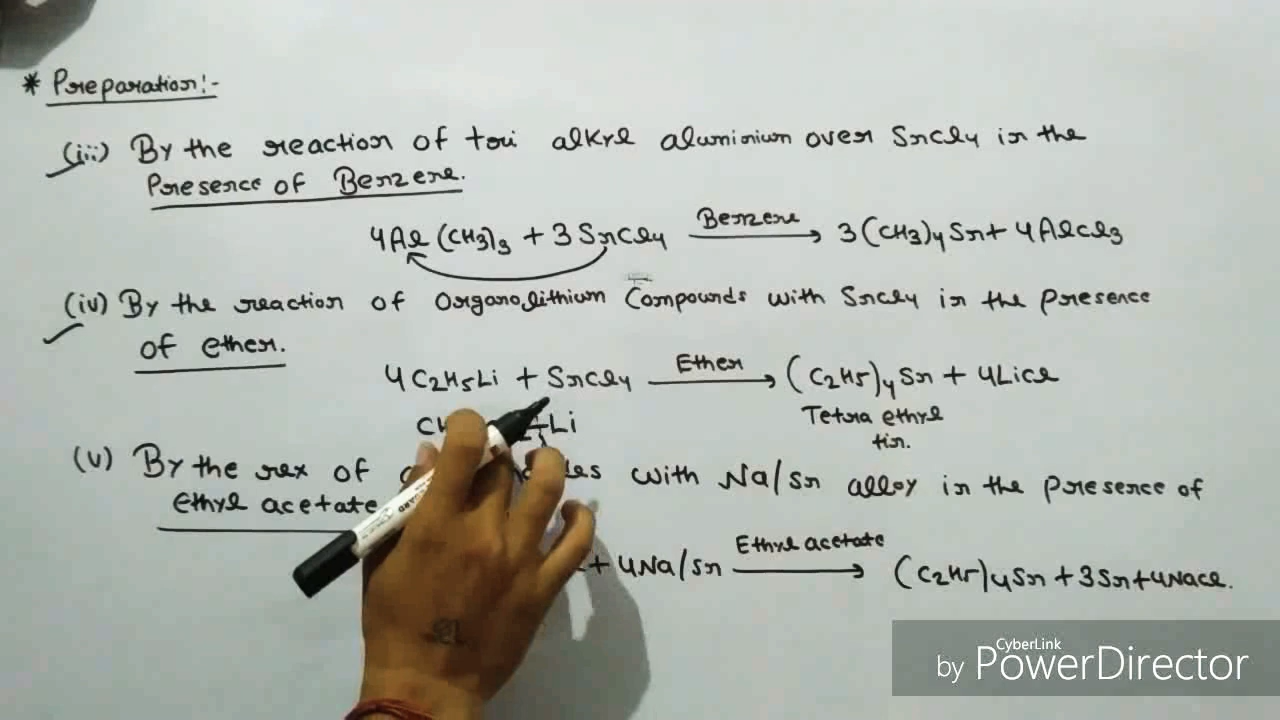 * Preparation:-
(iii) By the reaction of tori alkyl aluminium over SnCl4 in the
Presence of Benzene.
4Al(CH3)3 + 3SnCl4 Benzene → 3(CH3)4Sn + 4AlCl3
(iv) By the reaction of Organolithium Compounds with SnCl4 in the presence
of ether.
4C2H5Li + SnCl4 Ether → (C2H5)4Sn + 4LiCl
Li
Tetra ethyl
tin.
(v) By the rex of with Na/Sn alloy in the presence of
ethyl acetate
+ 4Na/Sn Ethyl acetate → (C2H5)4Sn + 3Sn + 4NaCl.
CyberLink
by PowerDirector